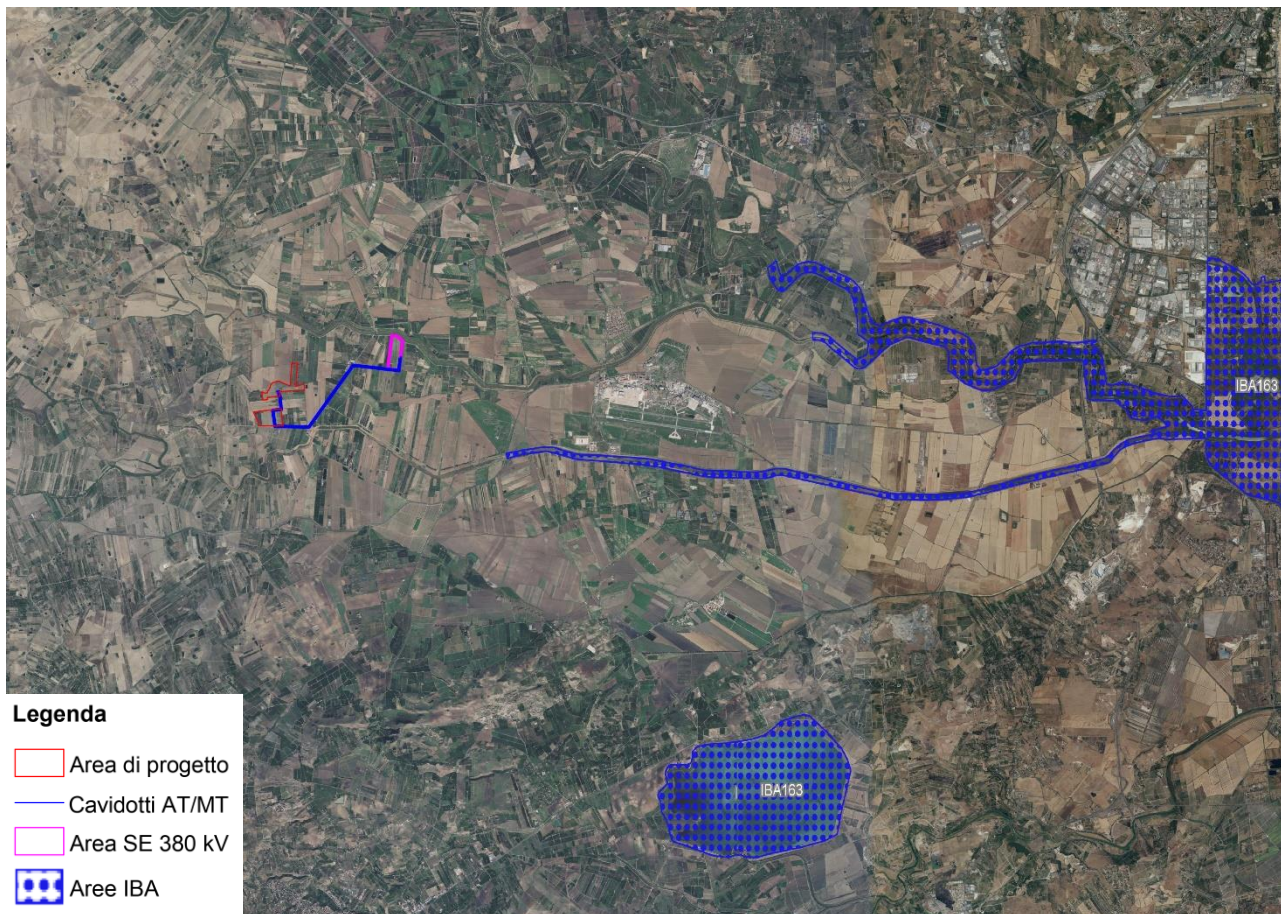 IBA163
IBA163
Legenda
Area di progetto
Cavidotti AT/MT
Area SE 380 kV
Aree IBA